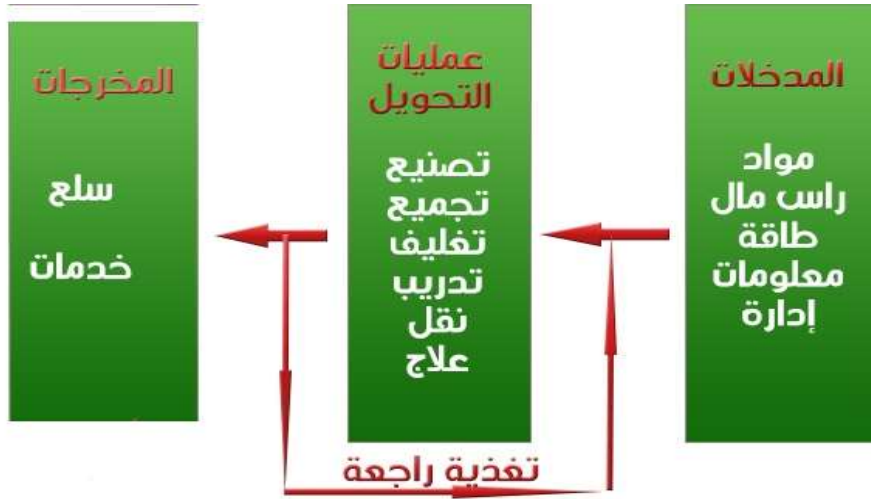 المدخلات
مواد
راس مال
طاقة
معلومات
إدارة
عمليات
التحويل
تصنيع
تجميع
تغليف
تدريب
نقل
علاج
المخرجات
سلع
خدمات
تغذية راجعة